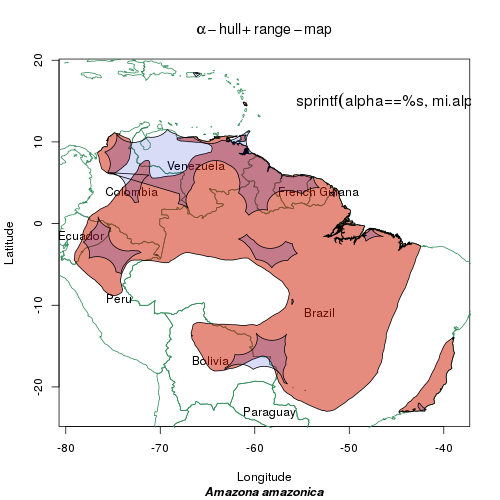 α − hull + range − map
sprintf(alpha==%s, mi.alp
20
10
0
-10
-20
Latitude
Venezuela
Colombia
French Guiana
Ecuador
Peru
Brazil
Bolivia
Paraguay
-80
-70
-60
-50
-40
Longitude
Amazona amazonica